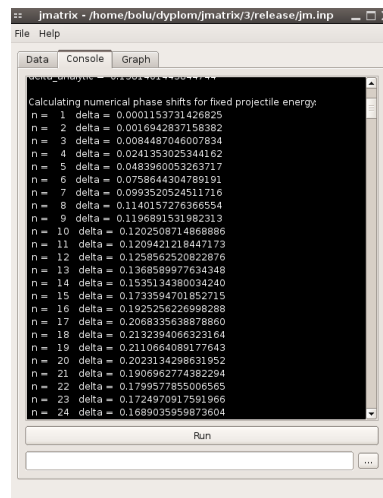 jmatrix - /home/bolu/dyplom/jmatrix/3/release/jm.inp
File Help
Data Console Graph
Calculating numerical phase shifts for fixed projectile energy:
n = 1 delta = 0.0001153731426825
n = 2 delta = 0.0016942837158382
n = 3 delta = 0.0084487046007834
n = 4 delta = 0.0241353025344162
n = 5 delta = 0.0483960053263717
n = 6 delta = 0.0758644304789191
n = 7 delta = 0.0993520524511716
n = 8 delta = 0.1140157276366554
n = 9 delta = 0.1196891531982313
n = 10 delta = 0.1202508714868886
n = 11 delta = 0.1209421218447173
n = 12 delta = 0.1258562520822876
n = 13 delta = 0.1368589977634348
n = 14 delta = 0.1535134380034240
n = 15 delta = 0.1733594701852715
n = 16 delta = 0.1925256226998288
n = 17 delta = 0.2068335638878860
n = 18 delta = 0.2132394066323164
n = 19 delta = 0.2110664089177643
n = 20 delta = 0.2023134298631952
n = 21 delta = 0.1906962774382294
n = 22 delta = 0.1799577855006565
n = 23 delta = 0.1724970917591966
n = 24 delta = 0.1689035959873604
Run
...